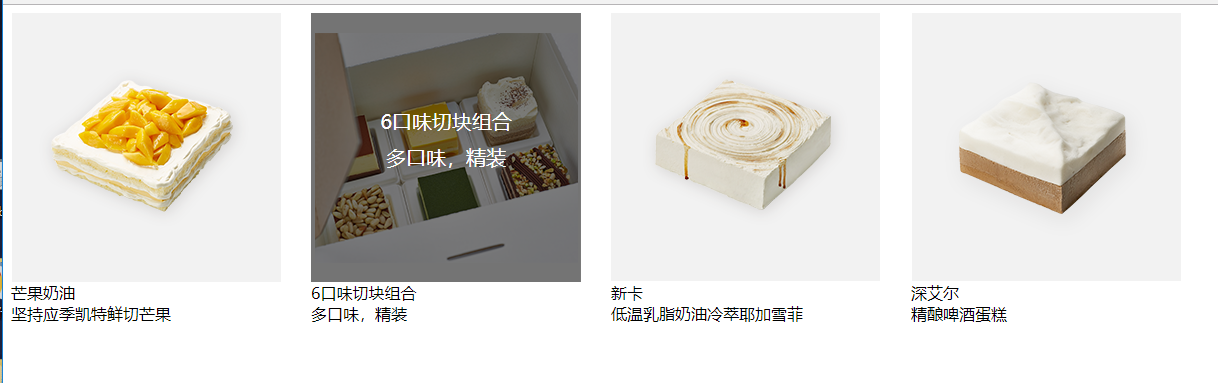 6口味切块组合
多口味，精装
芒果奶油
坚持应季凯特鲜切芒果
6口味切块组合
多口味，精装
新卡
低温乳脂奶油冷萃耶加雪菲
深艾尔
精酿啤酒蛋糕